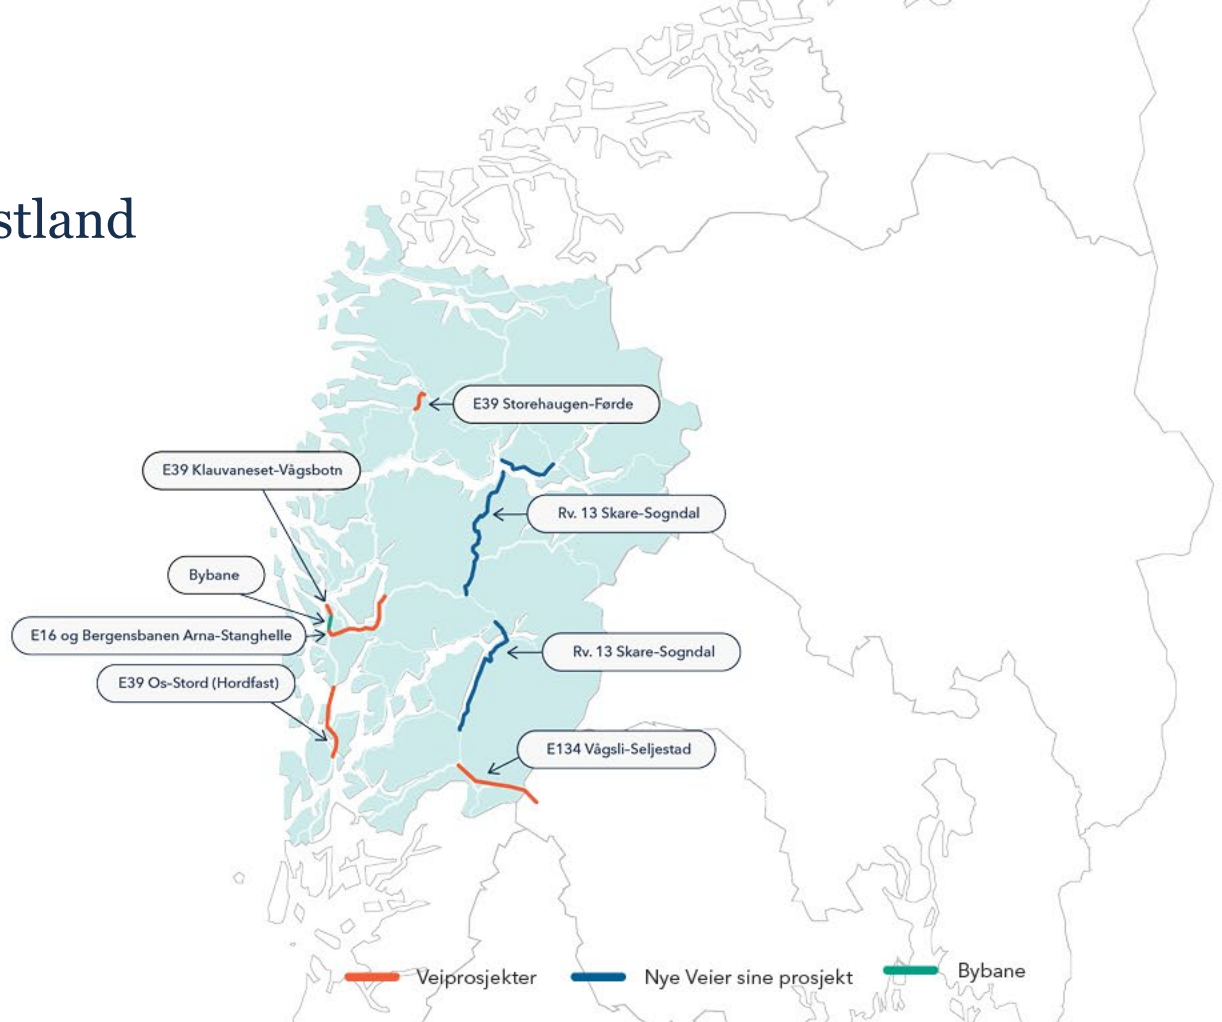 stland
E39 Storehaugen-Førde
E39 Klauvaneset-Vågsbotn
Rv. 13 Skare-Sogndal
Bybane
E16 og Bergensbanen Arna-Stanghelle
Rv. 13 Skare-Sogndal
E39 Os-Stord (Hordfast)
E134 Vågsli-Seljestad
Veiprosjekter
Nye Veier sine prosjekt
Bybane